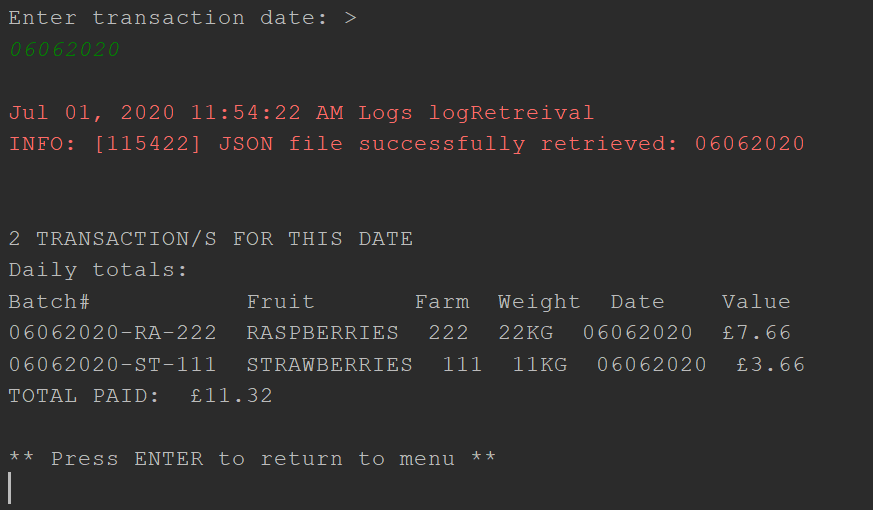 Enter transaction date: >
06062020
Jul 01, 2020 11:54:22 AM Logs logRetreival
INFO: [115422] JSON file successfully retrieved: 06062020
2 TRANSACTION/S FOR THIS DATE
Daily totals:
Batch# Fruit Farm Weight Date Value
06062020-RA-222 RASPBERRIES 222 22KG 06062020 £7.66
06062020-ST-111 STRAWBERRIES 111 11KG 06062020 £3.66
TOTAL PAID: £11.32
** Press ENTER to return to menu **